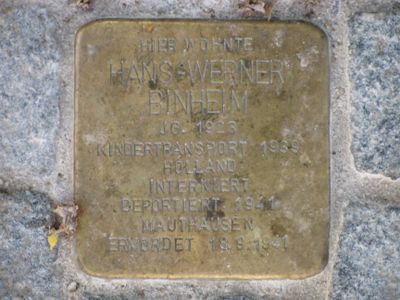 HIER WOHNTE
HANS-WERNER
BINHEIM
JG. 1923
KINDERTRANSPORT 1939
HOLLAND
INTERNIERT
DEPORTIERT 1941
MAUTHAUSEN
ERMORDET 18.9.1941